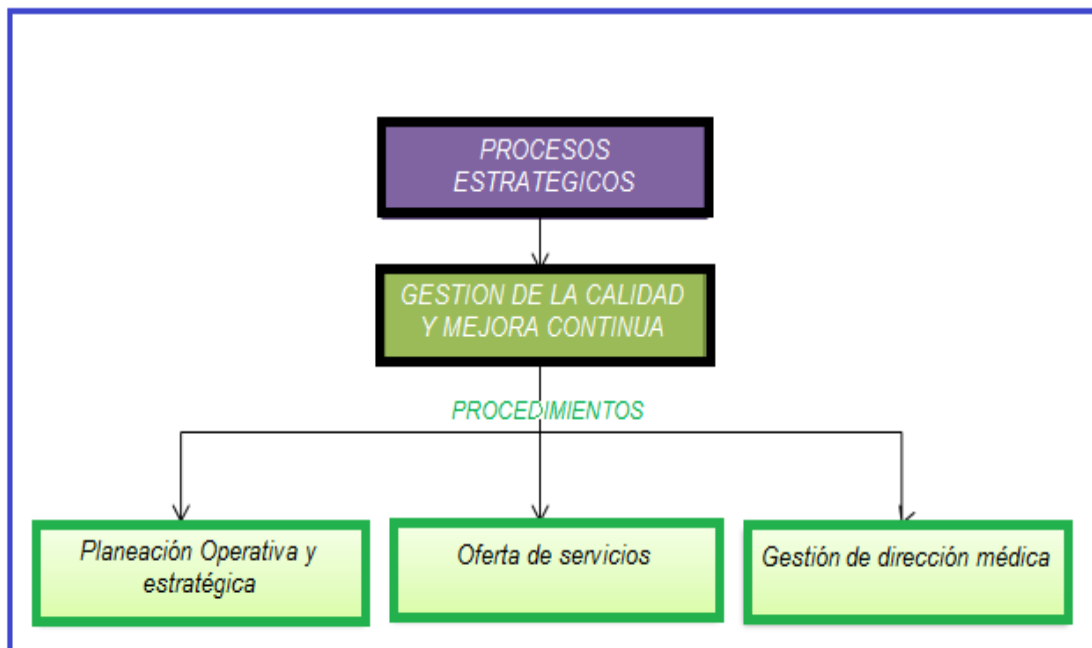 PROCESOS
ESTRATEGICOS
GESTION DE LA CALIDAD
Y MEJORA CONTINUA
PROCEDIMIENTOS
Planeación Operativa y
estratégica
Oferta de servicios
Gestión de dirección médica